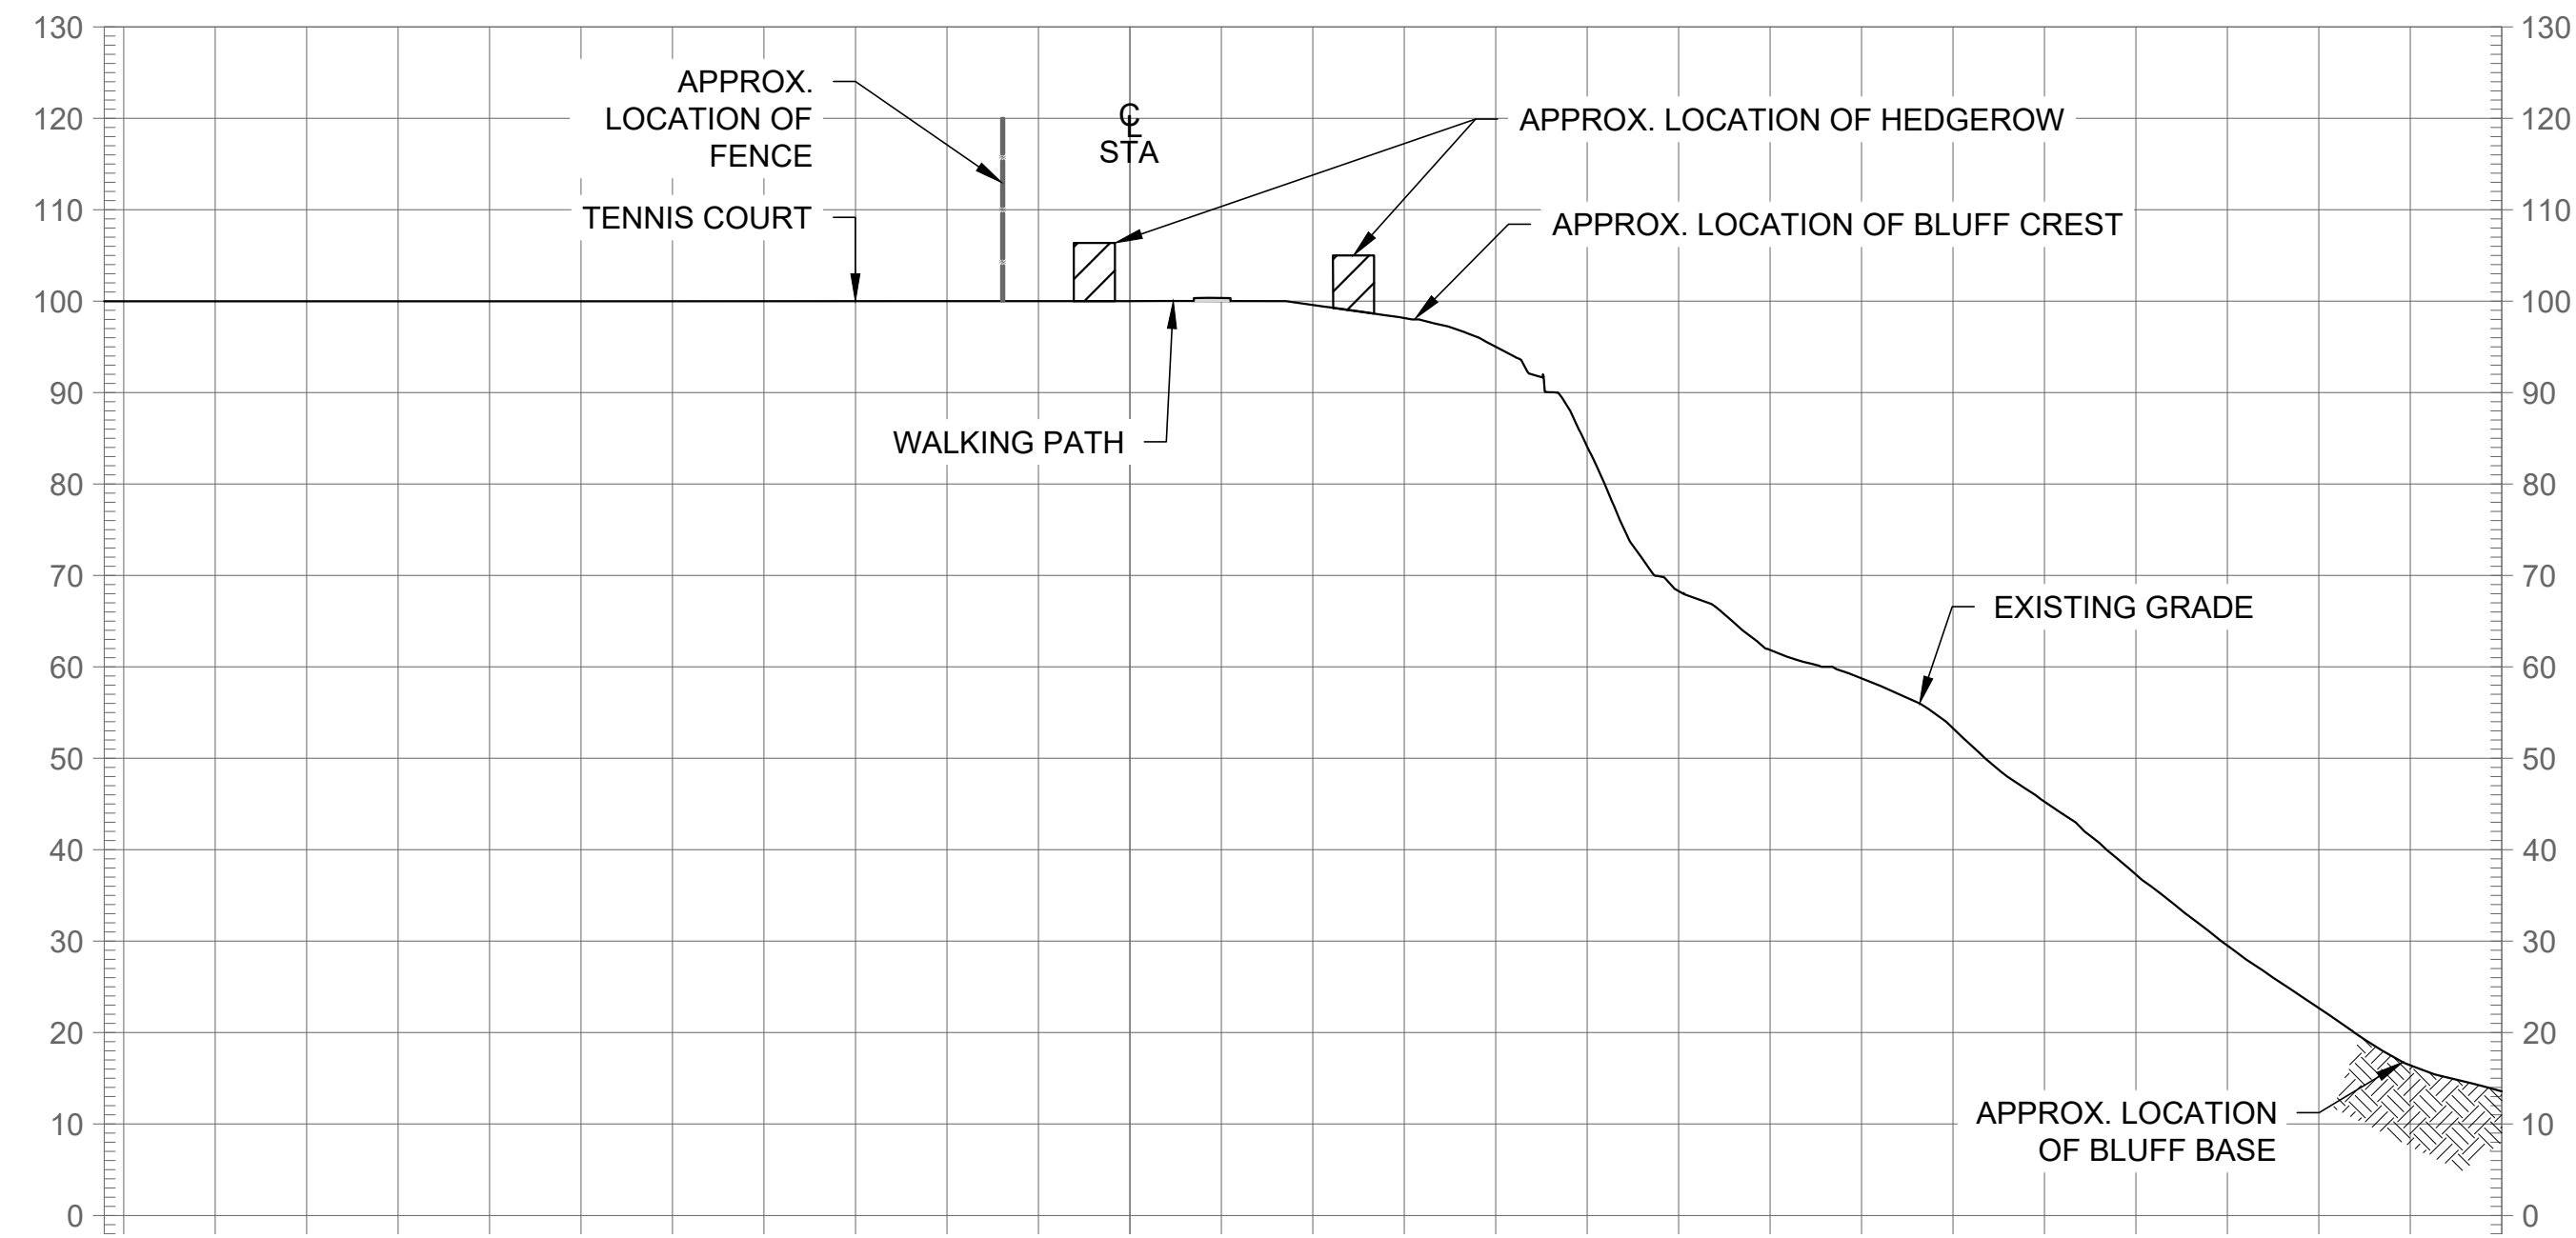 130
120
110
100
90
80
70
60
50
40
30
20
10
0
APPROX.
LOCATION OF
FENCE
TENNIS COURT
C
L
STA
APPROX. LOCATION OF HEDGEROW
APPROX. LOCATION OF BLUFF CREST
WALKING PATH
EXISTING GRADE
APPROX. LOCATION
OF BLUFF BASE
130
120
110
100
90
80
70
60
50
40
30
20
10
0